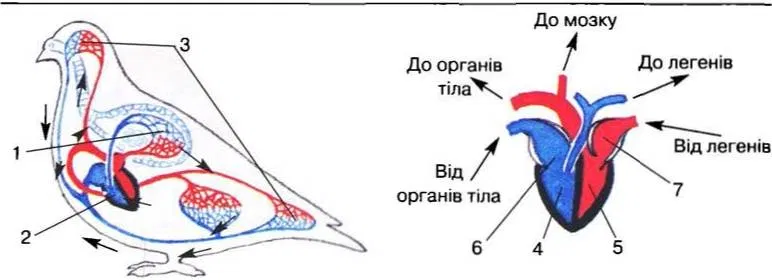 3
1
2
До мозку
До органів
тіла
До легенів
Від
органів тіла
Від легенів
7
6
4
5